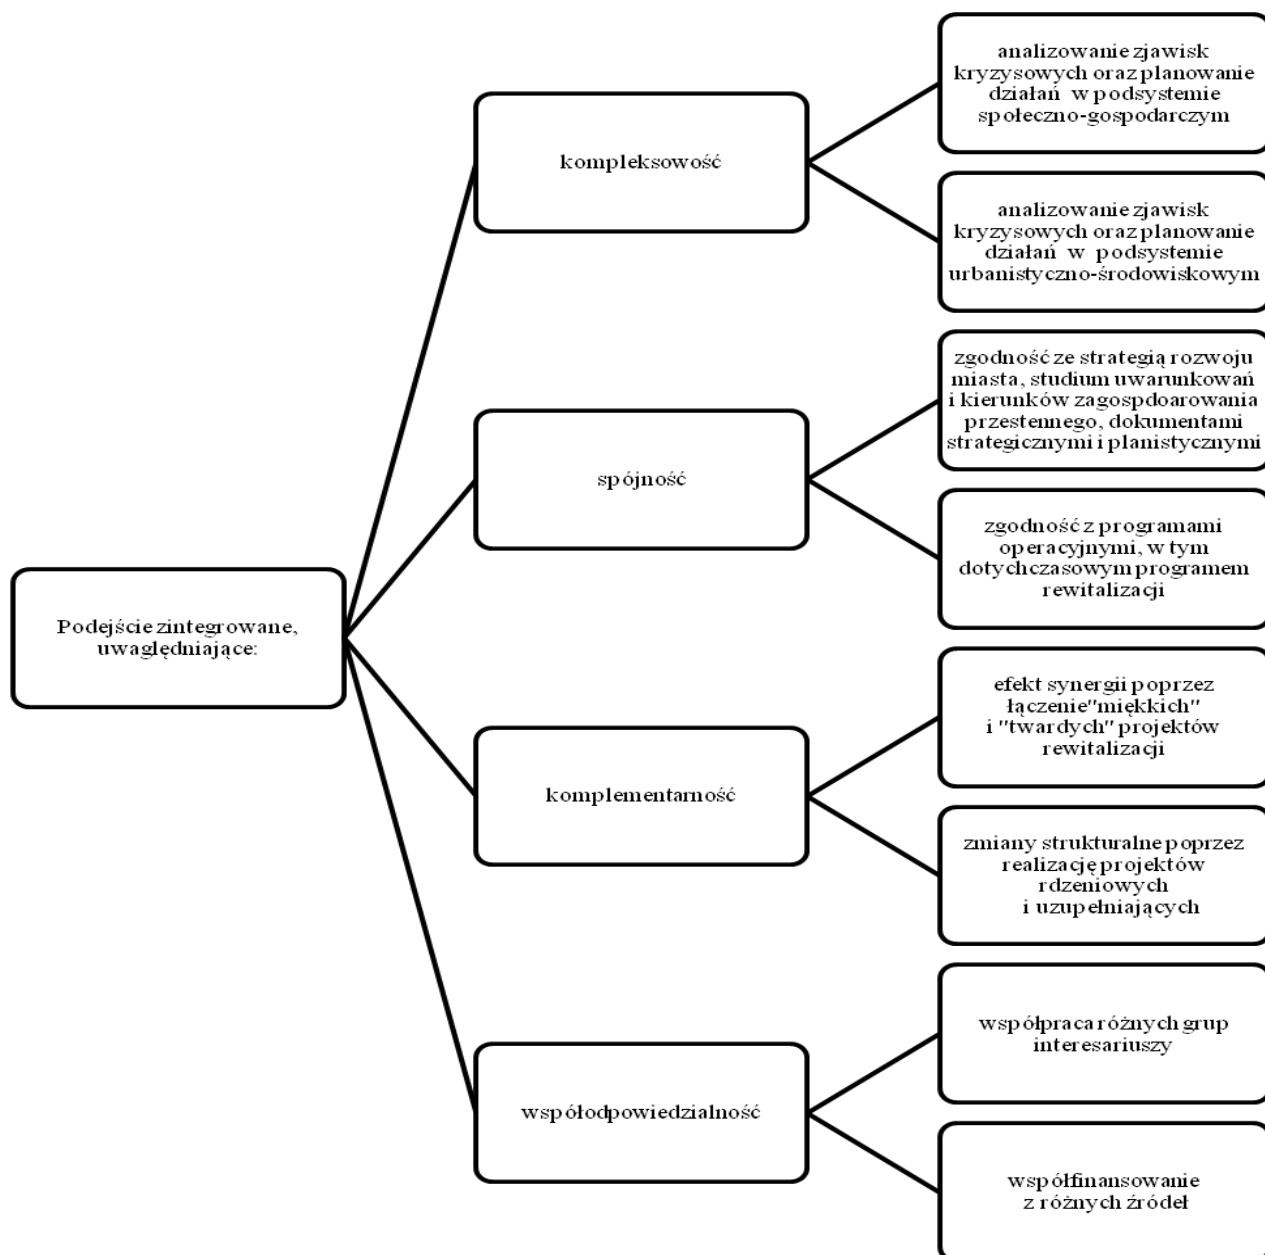 Podejście zintegrowane,
uwaględniające:
kompleksowość
analizowanie zjawisk
kryzysowych oraz planowanie
działań w podsystemie
społeczno-gospodarczym
analizowanie zjawisk
kryzysowych oraz planowanie
działań w podsystemie
urbanistyczno-środowiskowym
spójność
zgodność ze strategią rozwoju
miasta, studium uwarunkowań
i kierunków zagospdoarowania
przestennego, dokumentami
strategicznymi i planistycznymi
zgodność z programami
operacyjnymi, w tym
dotychczasowym programem
rewitalizacji
komplementarność
efekt synergii poprzez
łączenie"miękkich"
i "twardych" projektów
rewitalizacji
zmiany strukturalne poprzez
realizację projektów
rdzeniowych
i uzupełniających
współodpowiedzialność
współpraca różnych grup
interesariuszy
współfinansowanie
z różnych źródeł